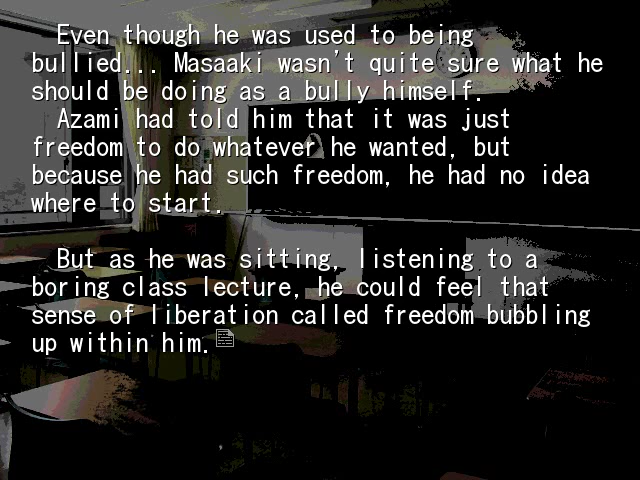 Even though he was used to being
bullied... Masaaki wasn't quite sure what he
should be doing as a bully himself.
Azami had told him that it was just
freedom to do whatever he wanted, but
because he had such freedom, he had no idea
where to start.
But as he was sitting, listening to a
boring class lecture, he could feel that
sense of liberation called freedom bubbling
up within him.